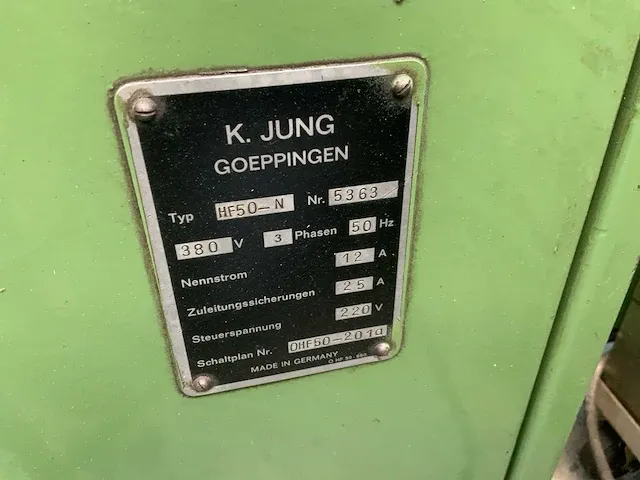 K. JUNG
GOEPPINGEN
Typ HF50-N Nr. 5363
380 V 3 Phasen 50 Hz
Nennstrom 12 A
Zuleitungssicherungen 25 A
Steuerspannung 220 V
Schaltplan Nr. OHF50-201a
MADE IN GERMANY